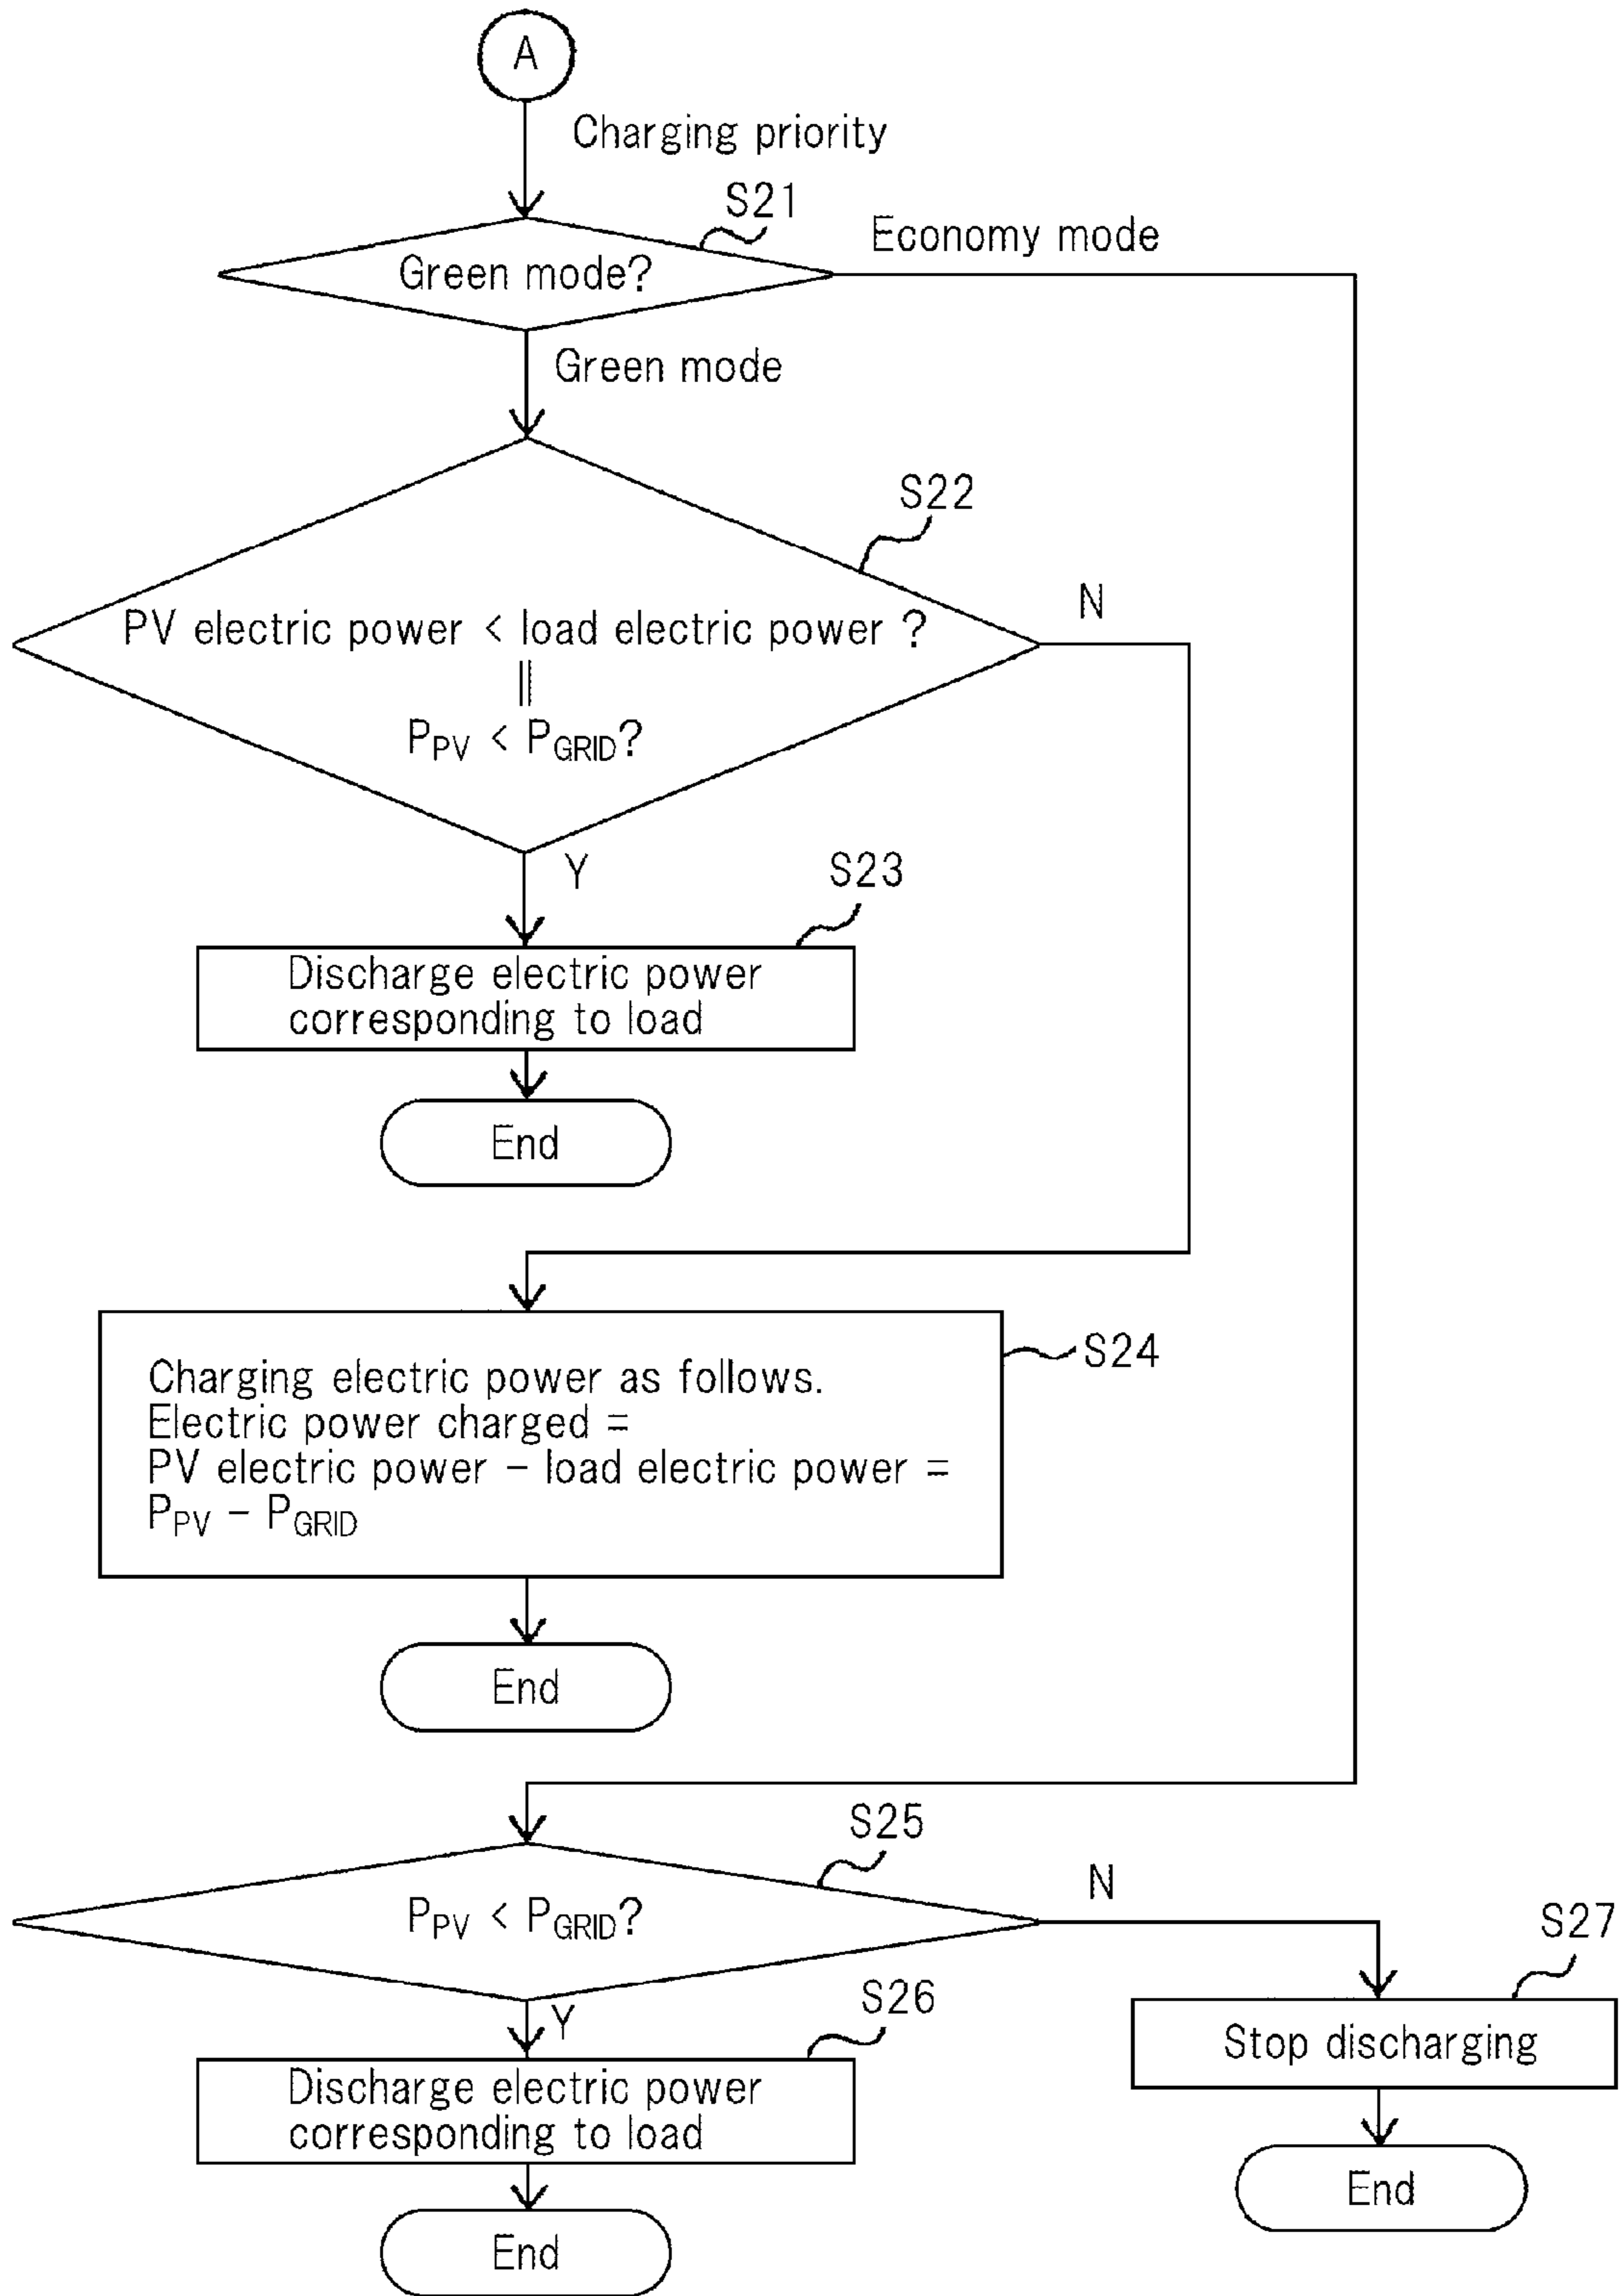 A
Charging priority
S21
Economy mode
Green mode?
Green mode
S22
N
PV electric power < load electric power ?
||
PPV < PGRID?
Y
S23
Discharge electric power
corresponding to load
End
S24
Charging electric power as follows.
Electric power charged =
PV electric power − load electric power =
PPV − PGRID
End
S25
N
PPV < PGRID?
S27
Y
S26
Stop discharging
Discharge electric power
corresponding to load
End
End